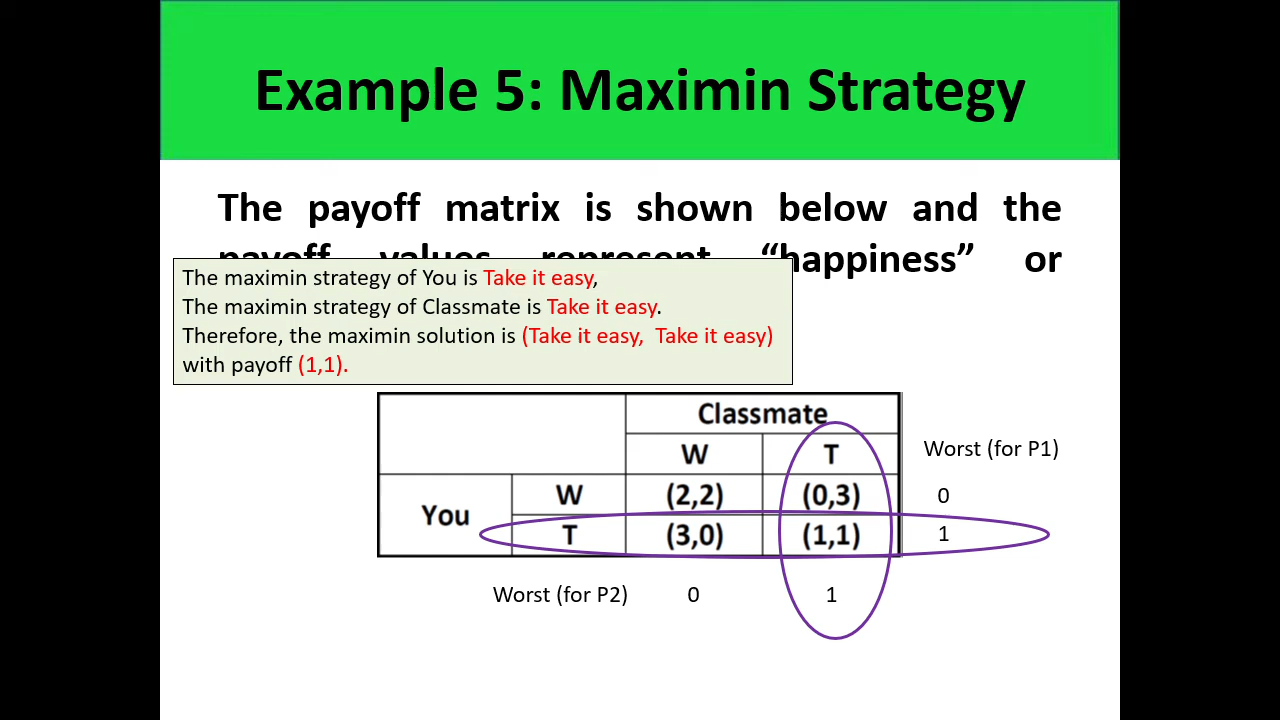 Example 5: Maximin Strategy
The payoff matrix is shown below and the
payoff values represent “happiness” or
The maximin strategy of You is Take it easy,
The maximin strategy of Classmate is Take it easy.
Therefore, the maximin solution is (Take it easy, Take it easy)
with payoff (1,1).
Classmate
W T Worst (for P1)
You W (2,2) (0,3) 0
T (3,0) (1,1) 1
Worst (for P2) 0 1